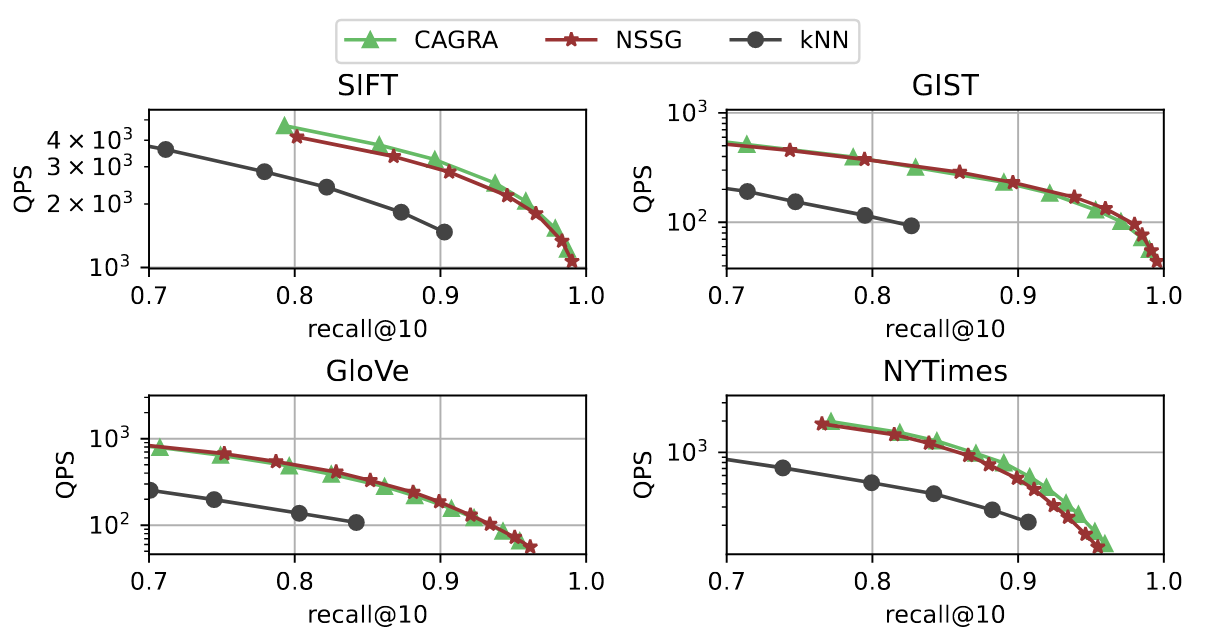 CAGRA NSSG kNN
SIFT
QPS
4 × 10³
3 × 10³
2 × 10³
10³
0.7 0.8 0.9 1.0
recall@10
GIST
QPS
10³
10²
0.7 0.8 0.9 1.0
recall@10
GloVe
QPS
10³
10²
0.7 0.8 0.9 1.0
recall@10
NYTimes
QPS
10³
0.7 0.8 0.9 1.0
recall@10